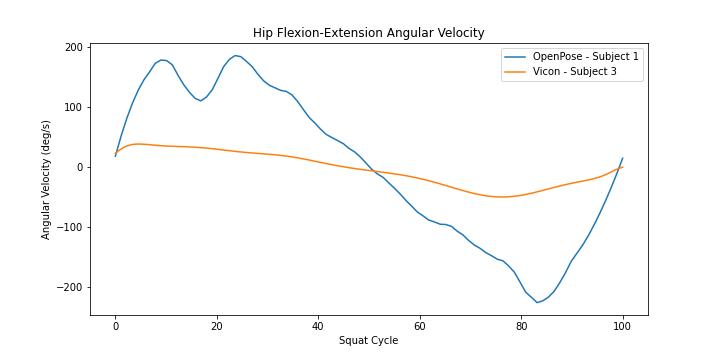 Hip Flexion-Extension Angular Velocity
OpenPose - Subject 1
Vicon - Subject 3
200
100
0
−100
−200
Angular Velocity (deg/s)
0 20 40 60 80 100
Squat Cycle